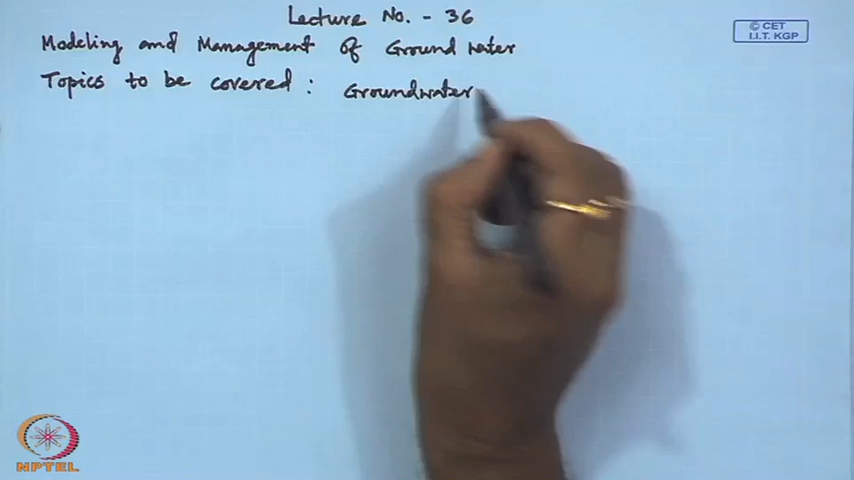 Lecture No. - 36
© CET
I.I.T. KGP
Modeling and Management of Ground water
Topics to be covered : Groundwater
NPTEL